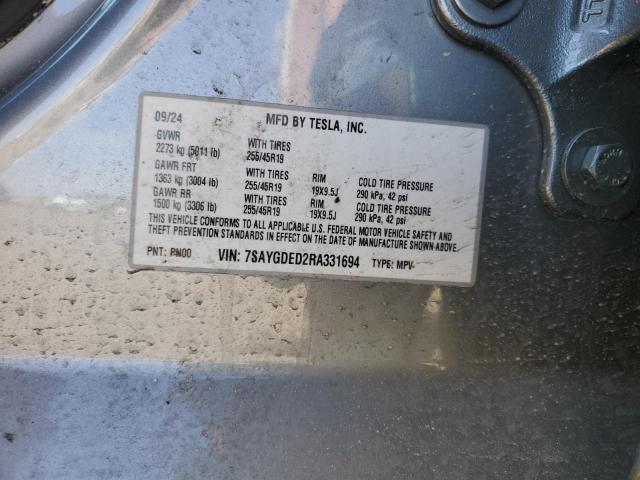 09/24 MFD BY TESLA, INC.
GVWR
2273 kg (5011 lb) WITH TIRES 255/45R19
GAWR FRT
1363 kg (3004 lb) WITH TIRES 255/45R19 RIM 19X9.5J COLD TIRE PRESSURE 290 kPa, 42 psi
GAWR RR
1500 kg (3306 lb) WITH TIRES 255/45R19 RIM 19X9.5J COLD TIRE PRESSURE 290 kPa, 42 psi
THIS VEHICLE CONFORMS TO ALL APPLICABLE U.S. FEDERAL MOTOR VEHICLE SAFETY AND
THEFT PREVENTION STANDARDS IN EFFECT ON THE DATE OF MANUFACTURE SHOWN ABOVE.
PNT: PN00 VIN: 7SAYGDED2RA331694 TYPE: MPV